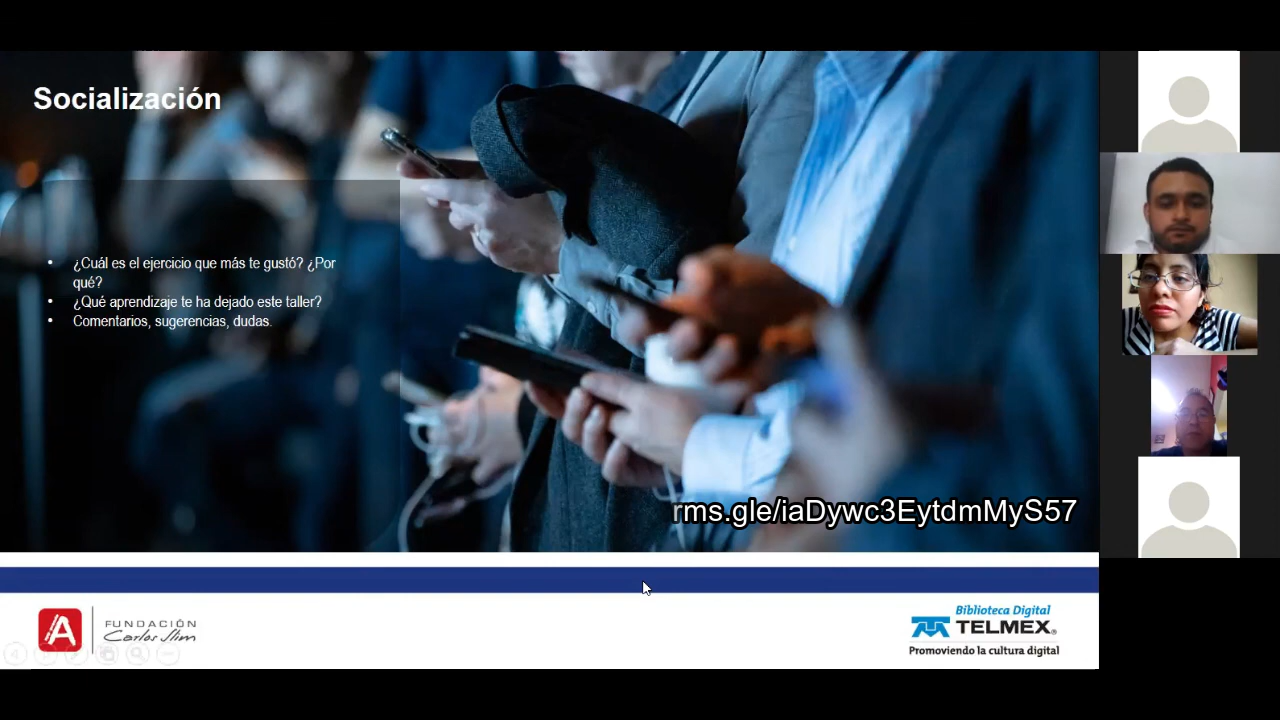 Socialización
• ¿Cuál es el ejercicio que más te gustó? ¿Por
qué?
• ¿Qué aprendizaje te ha dejado este taller?
• Comentarios, sugerencias, dudas.
rms.gle/iaDywc3EytdmMyS57
FUNDACIÓN
Carlos Slim
Biblioteca Digital
TELMEX®
Promoviendo la cultura digital